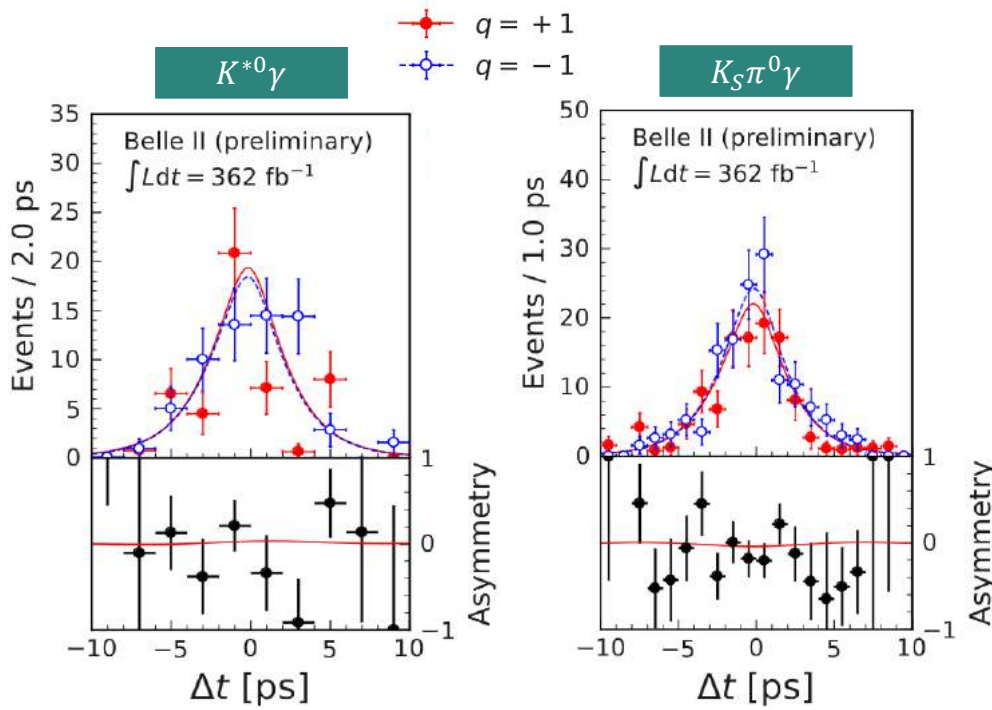 q = +1
q = −1
K*⁰γ
K_Sπ⁰γ
Belle II (preliminary)
∫Ldt = 362 fb⁻¹
Events / 2.0 ps
35
30
25
20
15
10
5
0
Belle II (preliminary)
∫Ldt = 362 fb⁻¹
Events / 1.0 ps
50
40
30
20
10
0
1
0
−1
Asymmetry
−10
−5
0
5
10
Δt [ps]
1
0
−1
Asymmetry
−10
−5
0
5
10
Δt [ps]